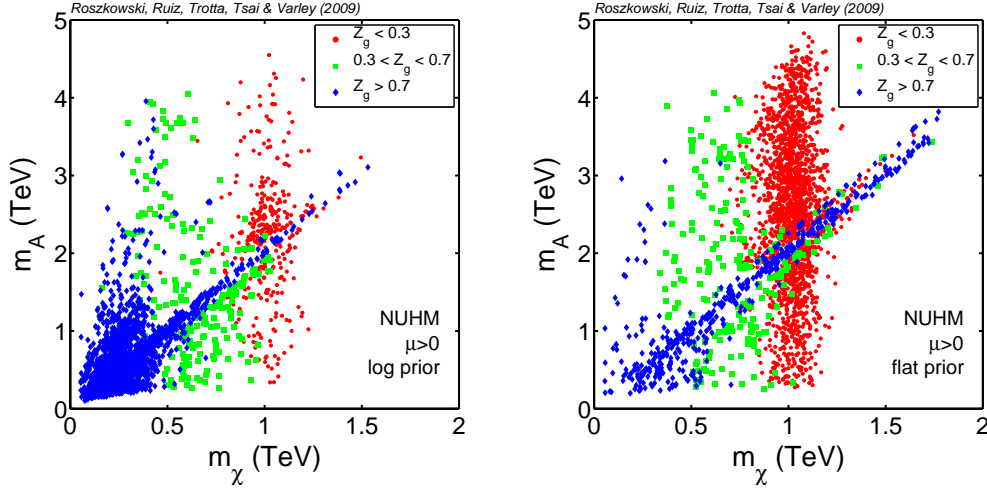 Roszkowski, Ruiz, Trotta, Tsai & Varley (2009)
5
4
3
2
1
0
m_A (TeV)
Z_g < 0.3
0.3 < Z_g < 0.7
Z_g > 0.7
NUHM
μ>0
log prior
0 0.5 1 1.5 2
m_χ (TeV)
Roszkowski, Ruiz, Trotta, Tsai & Varley (2009)
5
4
3
2
1
0
m_A (TeV)
Z_g < 0.3
0.3 < Z_g < 0.7
Z_g > 0.7
NUHM
μ>0
flat prior
0 0.5 1 1.5 2
m_χ (TeV)